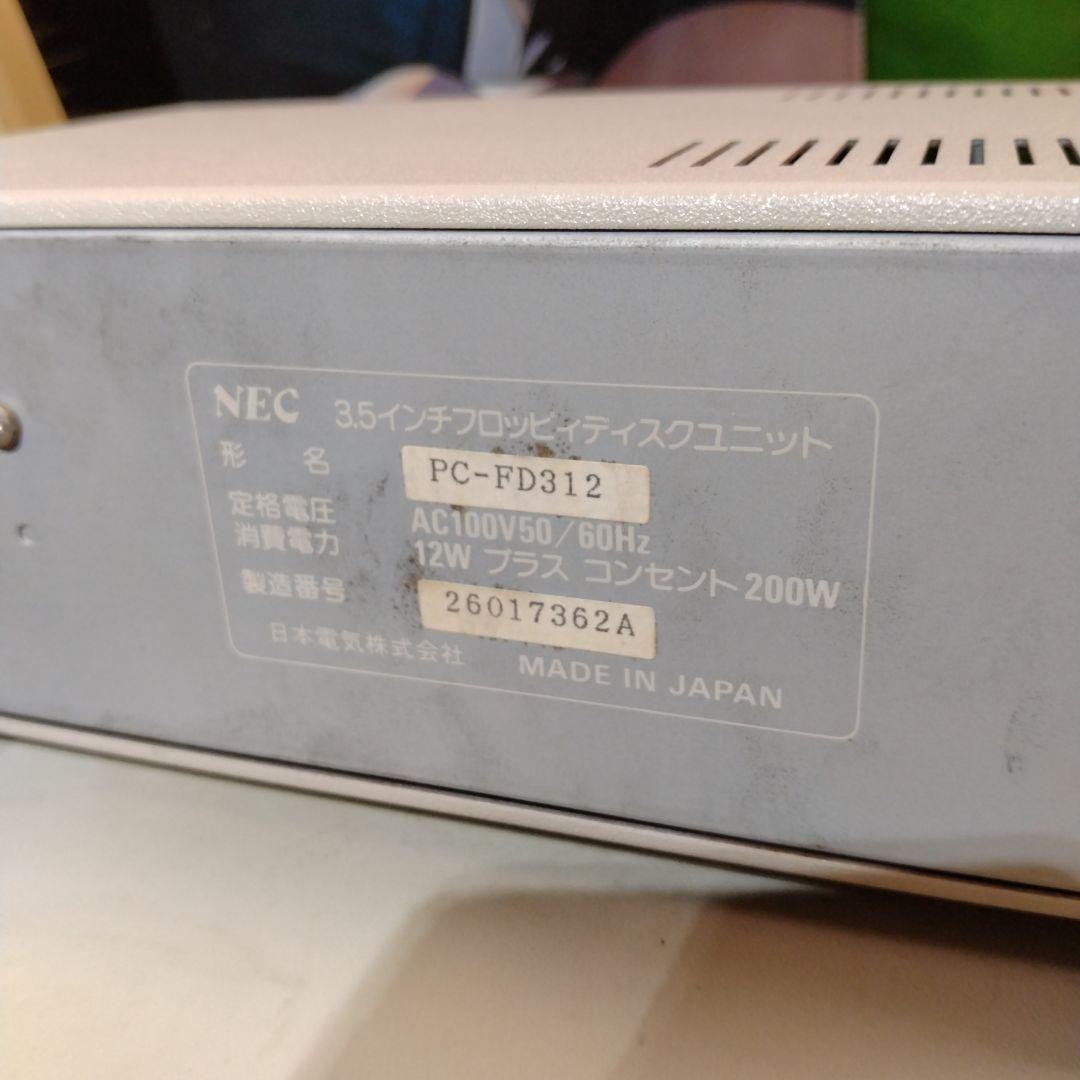 NEC 3.5インチフロッピィディスクユニット
形 名 PC-FD312
定格電圧 AC100V50/60Hz
消費電力 12W プラス コンセント 200W
製造番号 26017362A
日本電気株式会社 MADE IN JAPAN